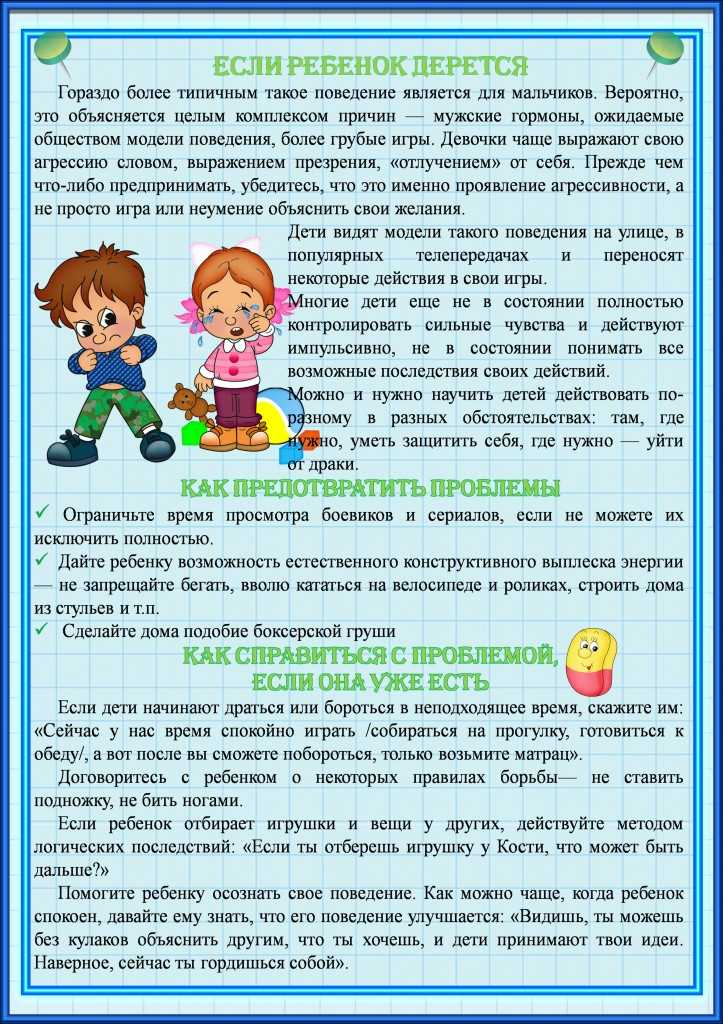 ЕСЛИ РЕБЕНОК ДЕРЕТСЯ
Гораздо более типичным такое поведение является для мальчиков. Вероятно,
это объясняется целым комплексом причин — мужские гормоны, ожидаемые
обществом модели поведения, более грубые игры. Девочки чаще выражают свою
агрессию словом, выражением презрения, «отлучением» от себя. Прежде чем
что-либо предпринимать, убедитесь, что это именно проявление агрессивности, а
не просто игра или неумение объяснить свои желания.
Дети видят модели такого поведения на улице, в
популярных телепередачах и переносят
некоторые действия в свои игры.
Многие дети еще не в состоянии полностью
контролировать сильные чувства и действуют
импульсивно, не в состоянии понимать все
возможные последствия своих действий.
Можно и нужно научить детей действовать по-
разному в разных обстоятельствах: там, где
нужно, уметь защитить себя, где нужно — уйти
от драки.
КАК ПРЕДОТВРАТИТЬ ПРОБЛЕМЫ
✓ Ограничьте время просмотра боевиков и сериалов, если не можете их
исключить полностью.
✓ Дайте ребенку возможность естественного конструктивного выплеска энергии
— не запрещайте бегать, вволю кататься на велосипеде и роликах, строить дома
из стульев и т.п.
✓ Сделайте дома подобие боксерской груши
КАК СПРАВИТЬСЯ С ПРОБЛЕМОЙ,
ЕСЛИ ОНА УЖЕ ЕСТЬ
Если дети начинают драться или бороться в неподходящее время, скажите им:
«Сейчас у нас время спокойно играть /собираться на прогулку, готовиться к
обеду/, а вот после вы сможете побороться, только возьмите матрац».
Договоритесь с ребенком о некоторых правилах борьбы— не ставить
подножку, не бить ногами.
Если ребенок отбирает игрушки и вещи у других, действуйте методом
логических последствий: «Если ты отберешь игрушку у Кости, что может быть
дальше?»
Помогите ребенку осознать свое поведение. Как можно чаще, когда ребенок
спокоен, давайте ему знать, что его поведение улучшается: «Видишь, ты можешь
без кулаков объяснить другим, что ты хочешь, и дети принимают твои идеи.
Наверное, сейчас ты гордишься собой».